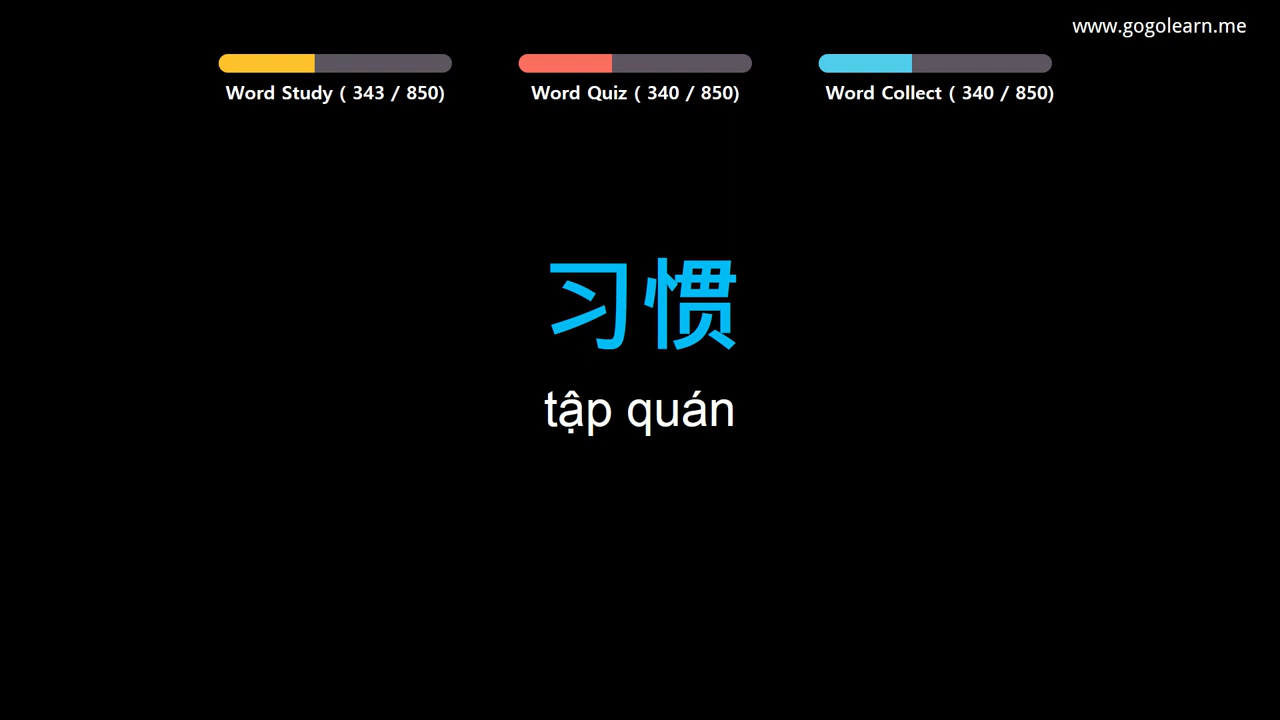 www.gogolearn.me
Word Study ( 343 / 850)
Word Quiz ( 340 / 850)
Word Collect ( 340 / 850)
习惯
tập quán